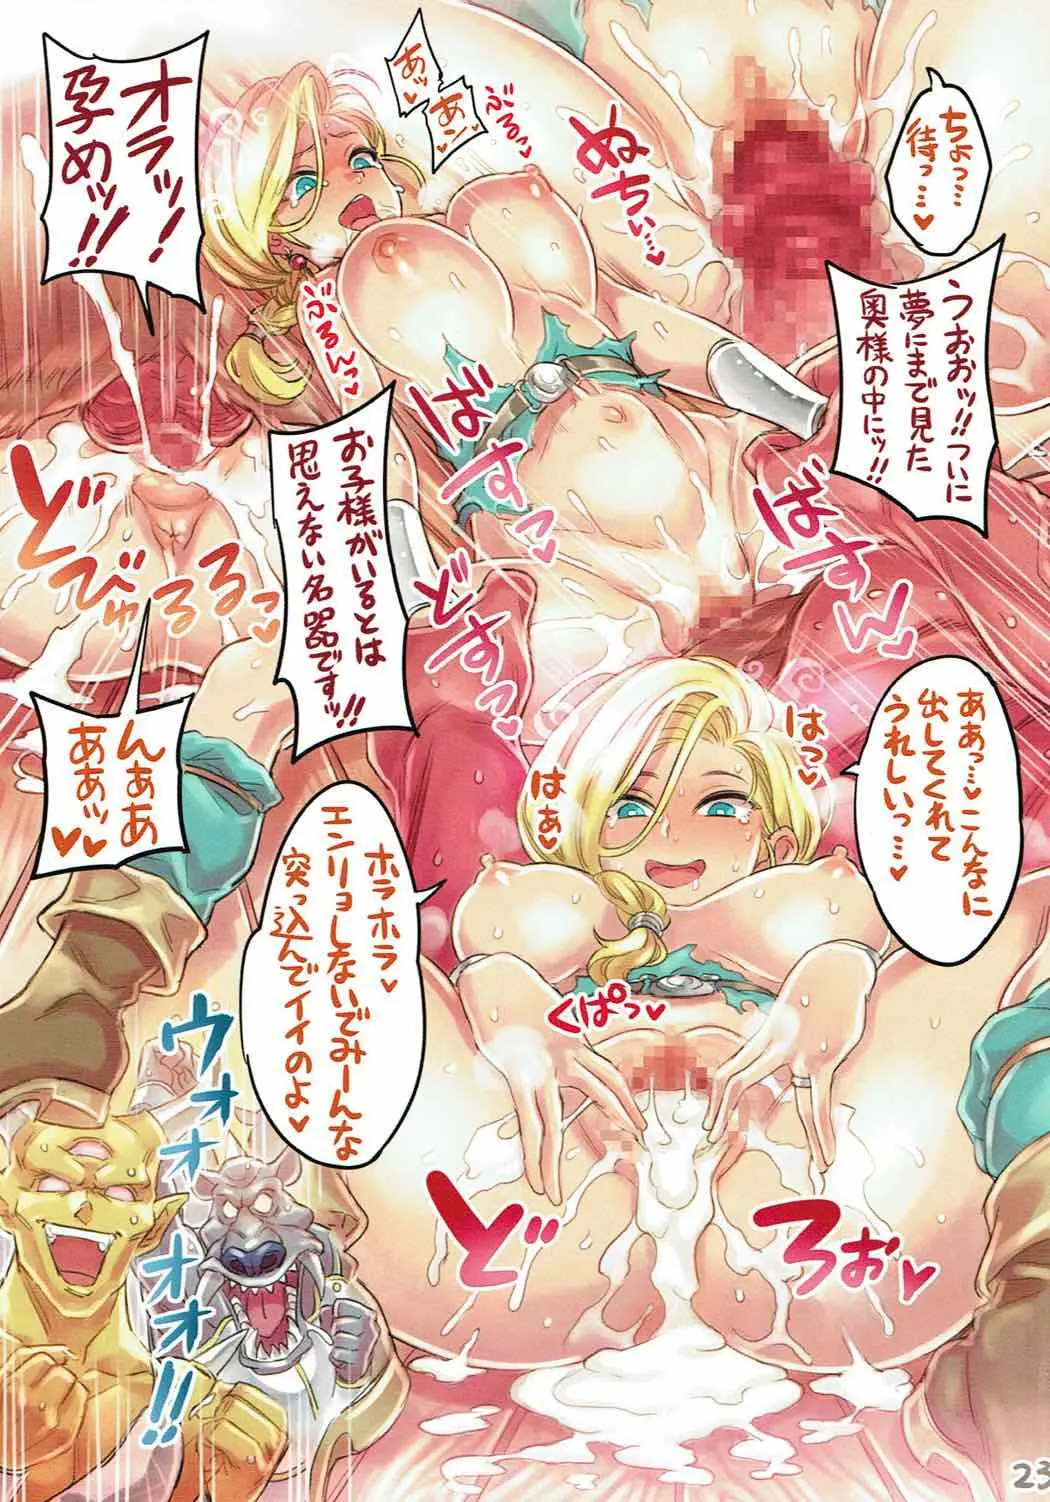 ちょっ…
待っ…♥
うおおッ!!ついに
夢にまで見た
奥様の中にッ!!
ぬちぃ…♥
あッ♥
あン♥
ぶるっ♥
オラッ!
孕めッ!!
ぶるんっ♥
ばすんっ♥
ばすっ♥
お子様がいるとは
思えない名器ですッ!!
どすっ♥
どびゅるるるっ♥
んぁあ
あぁッ♥♥
ああっ…♥こんなに
出してくれて
うれしいっ…♥
はっ♥
はぁ♥
ホラホラ♥
エンリョしないでみーんな
突っ込んでイイのよ♥
くぱっ♥
どろぉ♥
ウォオオオ!!
23